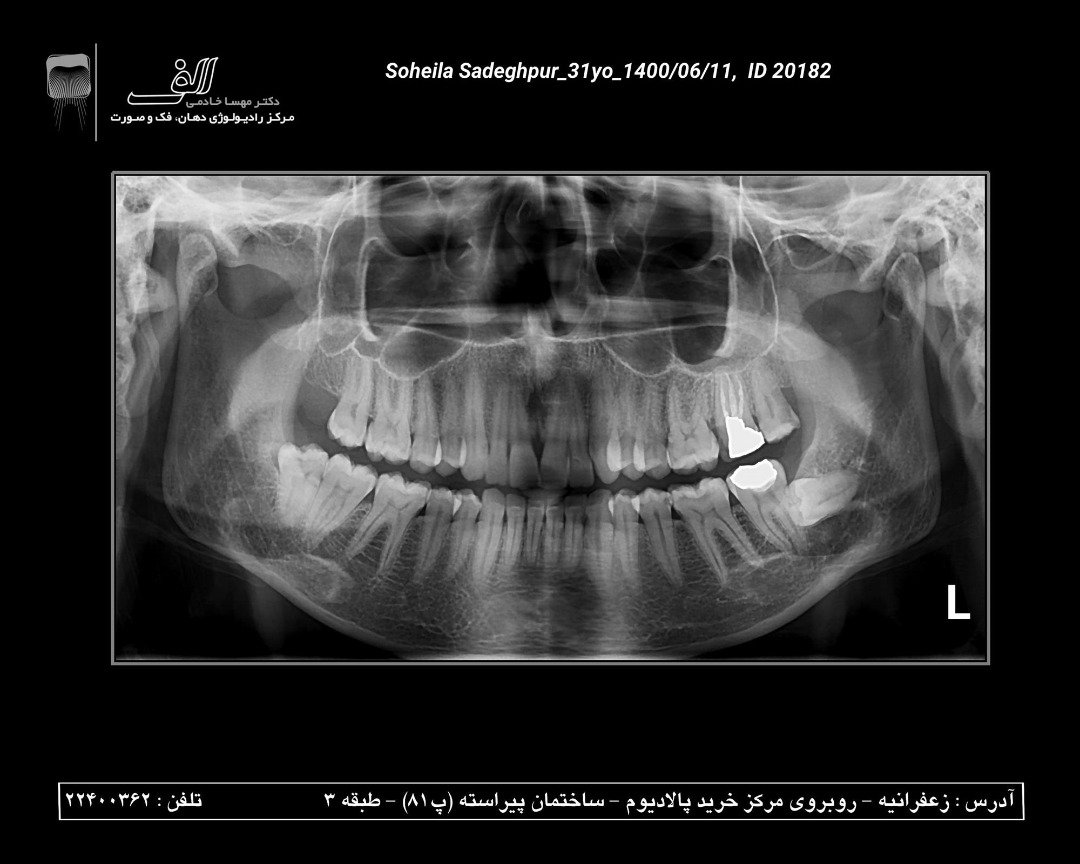 Soheila Sadeghpur_31yo_1400/06/11, ID 20182
الف
دکتر مهسا خادمی
مرکز رادیولوژی دهان، فک و صورت
L
آدرس : زعفرانیه - روبروی مرکز خرید پالادیوم - ساختمان پیراسته (پ۸۱) - طبقه ۳
تلفن : ۲۲۴۰۰۳۶۲